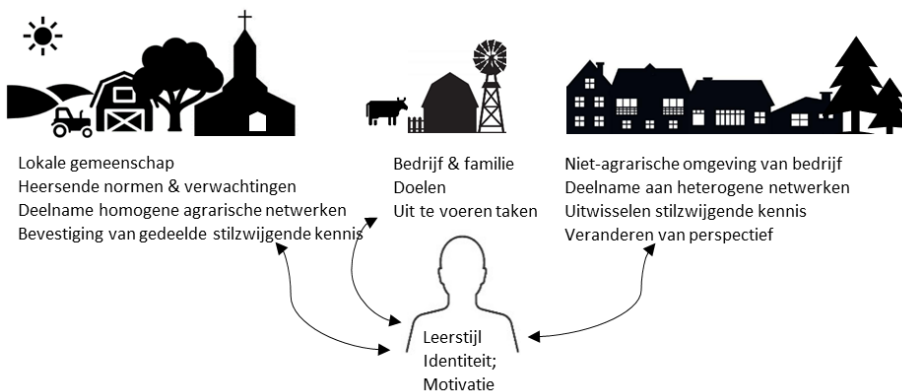 Lokale gemeenschap
Heersende normen & verwachtingen
Deelname homogene agrarische netwerken
Bevestiging van gedeelde stilzwijgende kennis
Bedrijf & familie
Doelen
Uit te voeren taken
Niet-agrarische omgeving van bedrijf
Deelname aan heterogene netwerken
Uitwisselen stilzwijgende kennis
Veranderen van perspectief
Leerstijl
Identiteit;
Motivatie